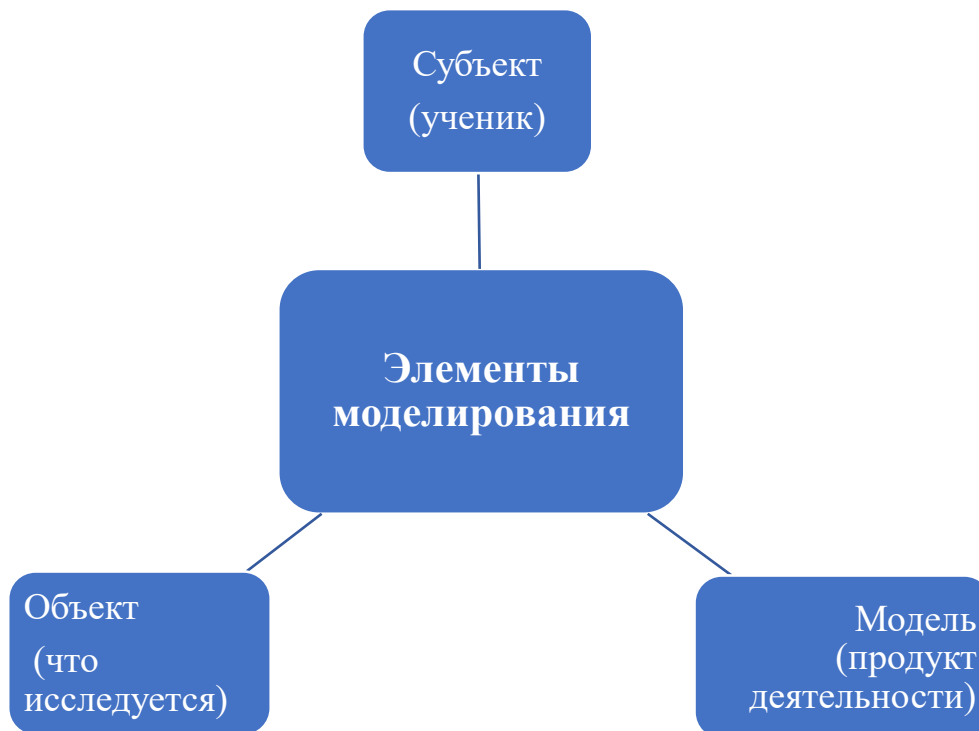 Субъект
(ученик)
Элементы
моделирования
Объект
(что
исследуется)
Модель
(продукт
деятельности)